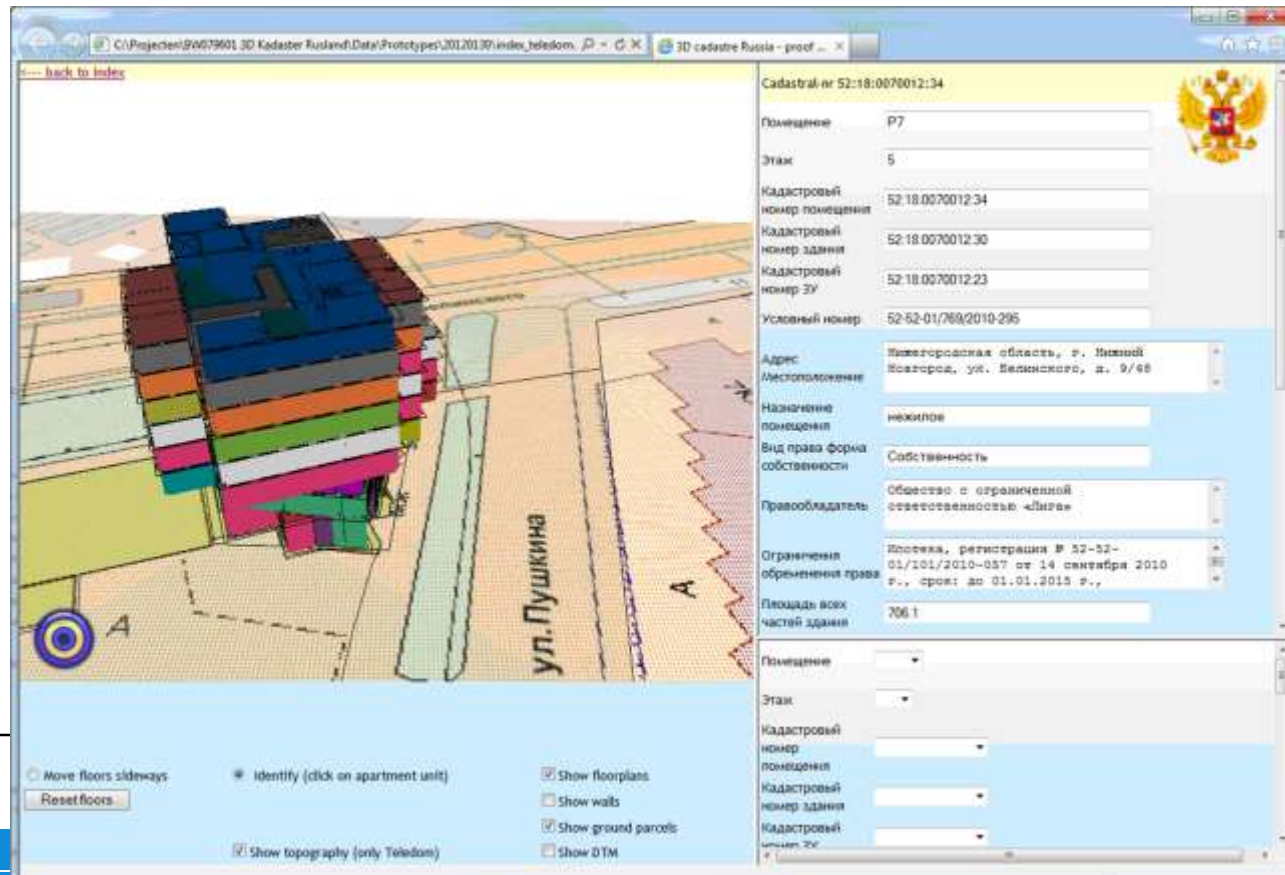 C:\Projecten\9W079601 3D Kadaster Rusland\Data\Prototypes\20120130\index_teledom.
3D cadastre Russia - proof ...
<--- back to index
ул.Пушкина
А
А
Move floors sideways
Identify (click on apartment unit)
Show floorplans
Reset floors
Show walls
Show ground parcels
Show topography (only Teledom)
Show DTM
Cadastral-nr 52:18:0070012:34
Помещение
P7
Этаж
5
Кадастровый
номер помещения
52:18:0070012:34
Кадастровый
номер здания
52:18:0070012:30
Кадастровый
номер ЗУ
52:18:0070012:23
Условный номер
52-52-01/769/2010-295
Адрес
Местоположение
Нижегородская область, г. Нижний
Новгород, ул. Белинского, д. 9/48
Назначение
помещения
нежилое
Вид права форма
собственности
Собственность
Правообладатель
Общество с ограниченной
ответственностью «Лига»
Ограничения
обременения права
Ипотека, регистрация № 52-52-
01/101/2010-057 от 14 сентября 2010
г., срок: до 01.01.2015 г.,
Площадь всех
частей здания
706.1
Помещение
Этаж
Кадастровый
номер
помещения
Кадастровый
номер здания
Кадастровый
номер ЗУ